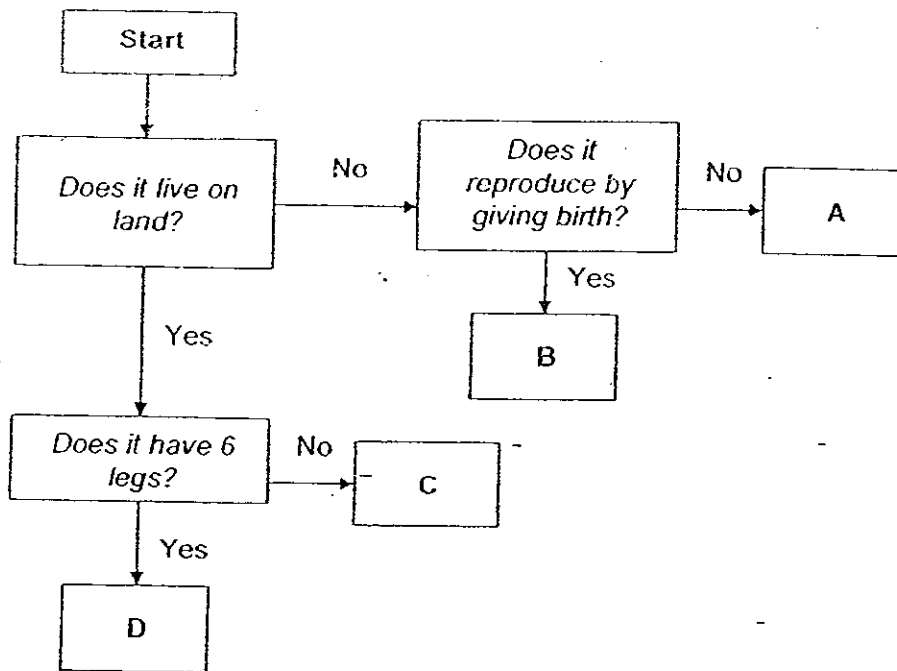 Start
Does it live on
land?
No
Does it
reproduce by
giving birth?
No
A
Yes
B
Yes
Does it have 6
legs?
No
C
Yes
D